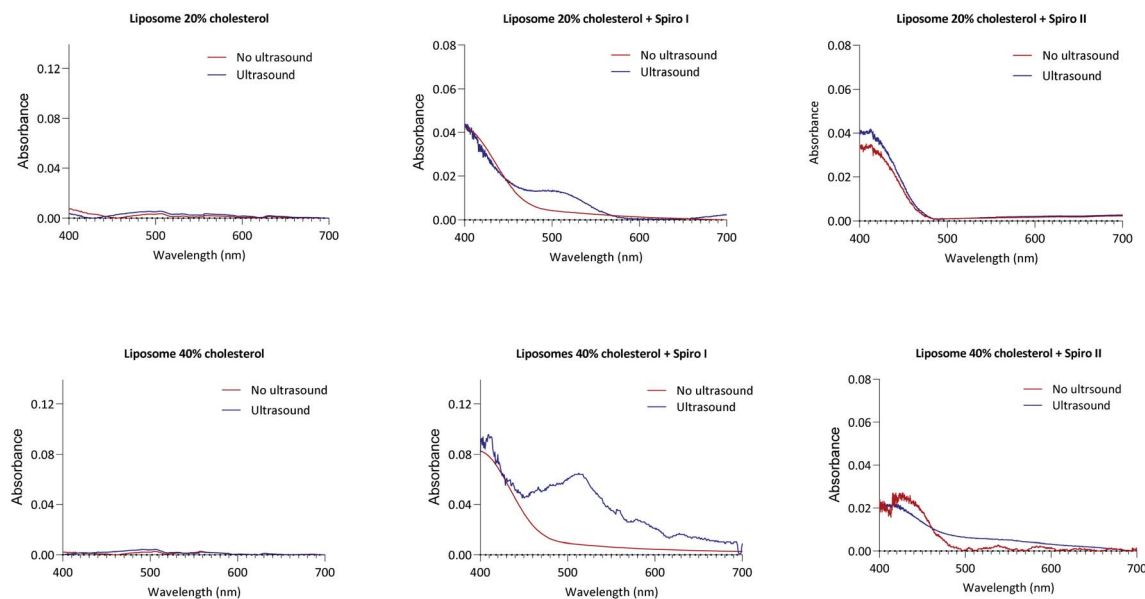 Liposome 20% cholesterol
No ultrasound
Ultrasound
Absorbance
0.12
0.08
0.04
0.00
400 500 600 700
Wavelength (nm)
Liposome 20% cholesterol + Spiro I
No ultrasound
Ultrasound
Absorbance
0.08
0.06
0.04
0.02
0.00
400 500 600 700
Wavelength (nm)
Liposome 20% cholesterol + Spiro II
No ultrasound
Ultrasound
Absorbance
0.08
0.06
0.04
0.02
0.00
400 500 600 700
Wavelength (nm)
Liposome 40% cholesterol
No ultrasound
Ultrasound
Absorbance
0.12
0.08
0.04
0.00
400 500 600 700
Wavelength (nm)
Liposomes 40% cholesterol + Spiro I
No ultrasound
Ultrasound
Absorbance
0.12
0.08
0.04
0.00
400 500 600 700
Wavelength (nm)
Liposome 40% cholesterol + Spiro II
No ultrsound
Ultrasound
Absorbance
0.08
0.06
0.04
0.02
0.00
400 500 600 700
Wavelength (nm)